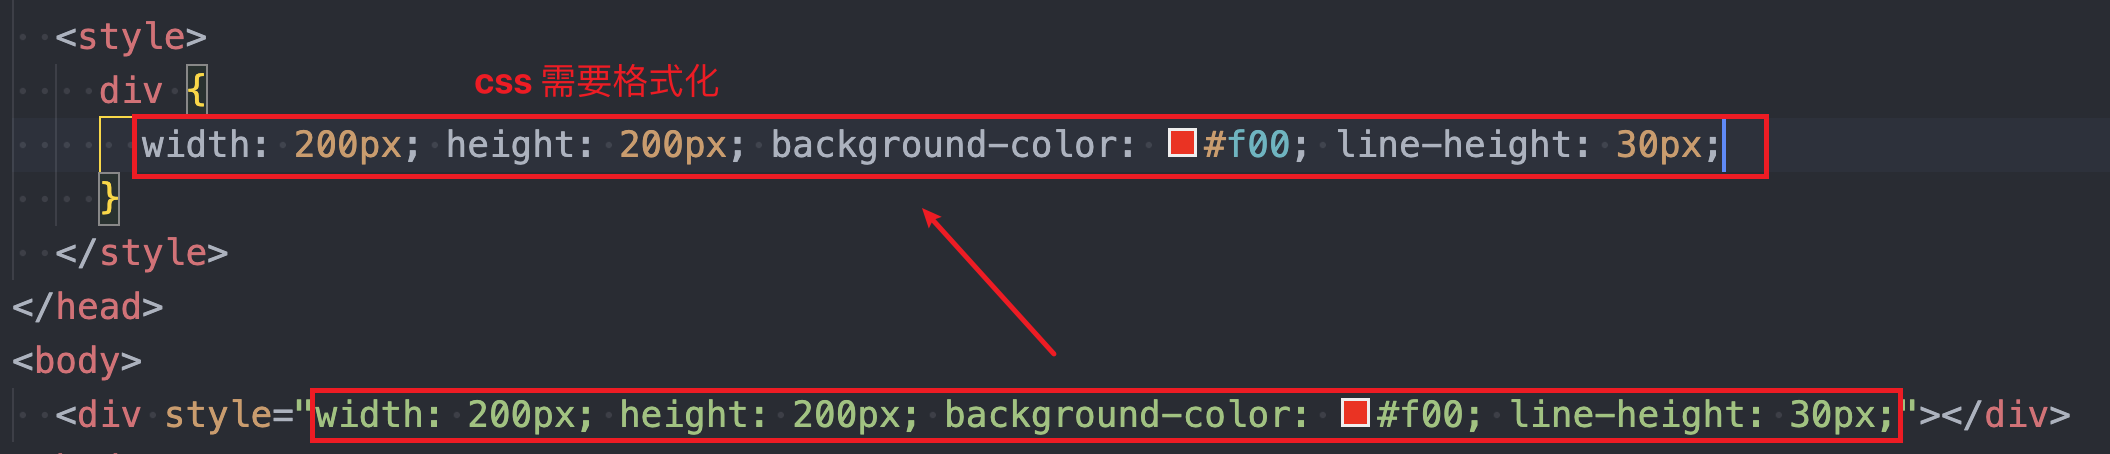 <style>
div {
css 需要格式化
width: 200px; height: 200px; background-color: #f00; line-height: 30px;
}
</style>
</head>
<body>
<div style="width: 200px; height: 200px; background-color: #f00; line-height: 30px;"></div>